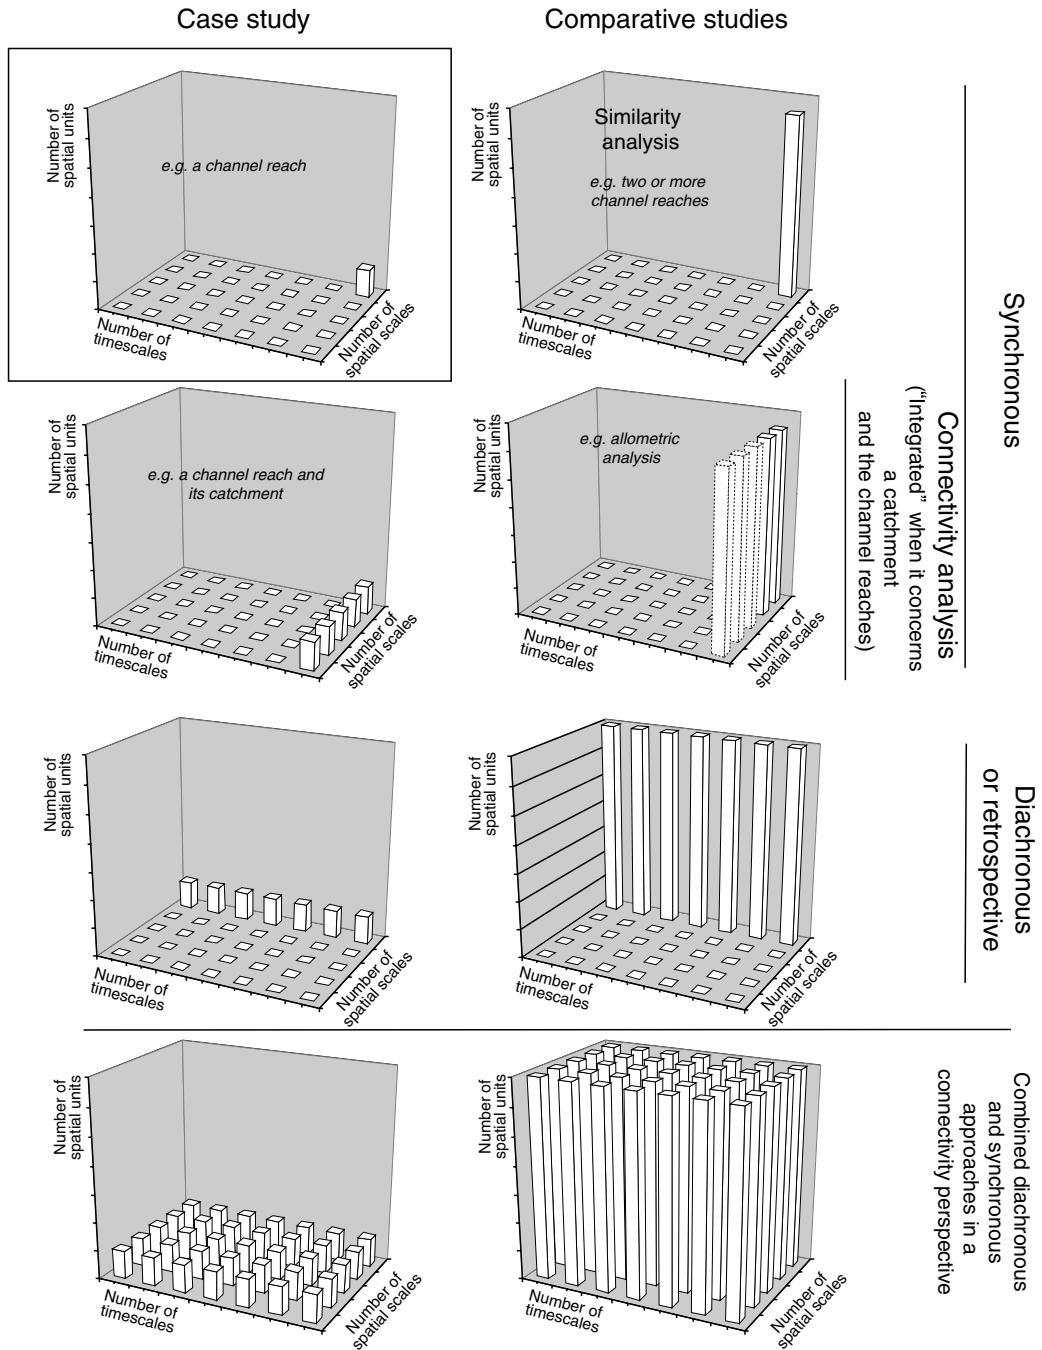 Case study
Comparative studies
Number of
spatial units
e.g. a channel reach
Number of
timescales
Number of
spatial scales
Number of
spatial units
Similarity
analysis
e.g. two or more
channel reaches
Number of
timescales
Number of
spatial scales
Synchronous
Number of
spatial units
e.g. a channel reach and
its catchment
Number of
timescales
Number of
spatial scales
Number of
spatial units
e.g. allometric
analysis
Number of
timescales
Number of
spatial scales
Connectivity analysis
("Integrated" when it concerns
a catchment
and the channel reaches)
Number of
spatial units
Number of
timescales
Number of
spatial scales
Number of
spatial units
Number of
timescales
Number of
spatial scales
Diachronous
or retrospective
Number of
spatial units
Number of
timescales
Number of
spatial scales
Number of
spatial units
Number of
timescales
Number of
spatial scales
Combined diachronous
and synchronous
approaches in a
connectivity perspective